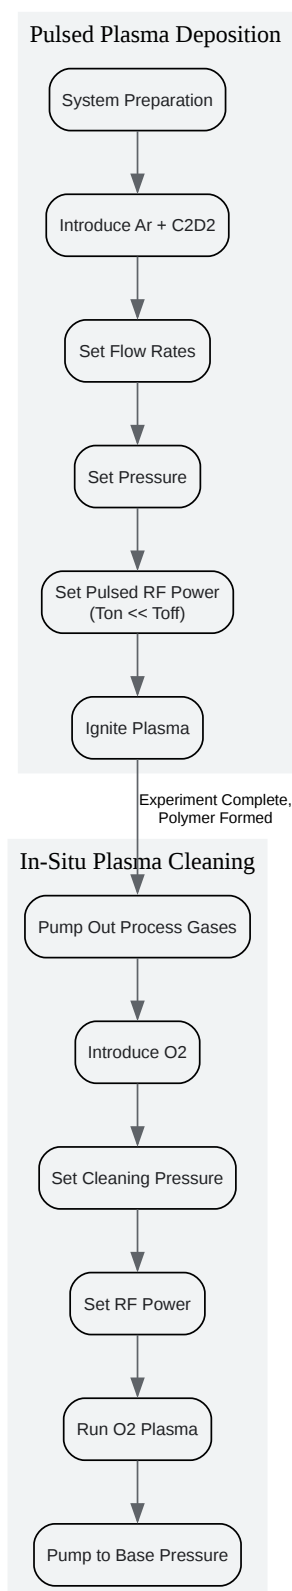 Pulsed Plasma Deposition
System Preparation
Introduce Ar + C2D2
Set Flow Rates
Set Pressure
Set Pulsed RF Power
(Ton << Toff)
Ignite Plasma
Experiment Complete,
Polymer Formed
In-Situ Plasma Cleaning
Pump Out Process Gases
Introduce O2
Set Cleaning Pressure
Set RF Power
Run O2 Plasma
Pump to Base Pressure